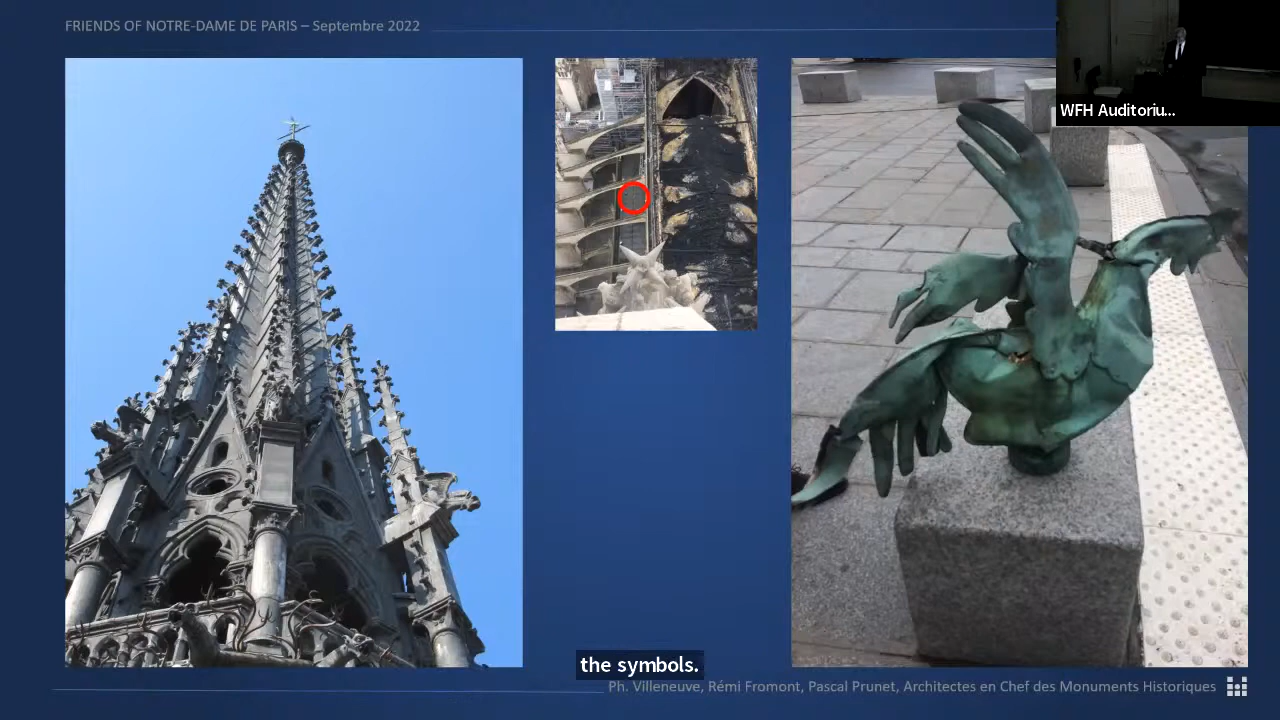 FRIENDS OF NOTRE-DAME DE PARIS – Septembre 2022
WFH Auditoriu...
the symbols.
Ph. Villeneuve, Rémi Fromont, Pascal Prunet, Architectes en Chef des Monuments Historiques